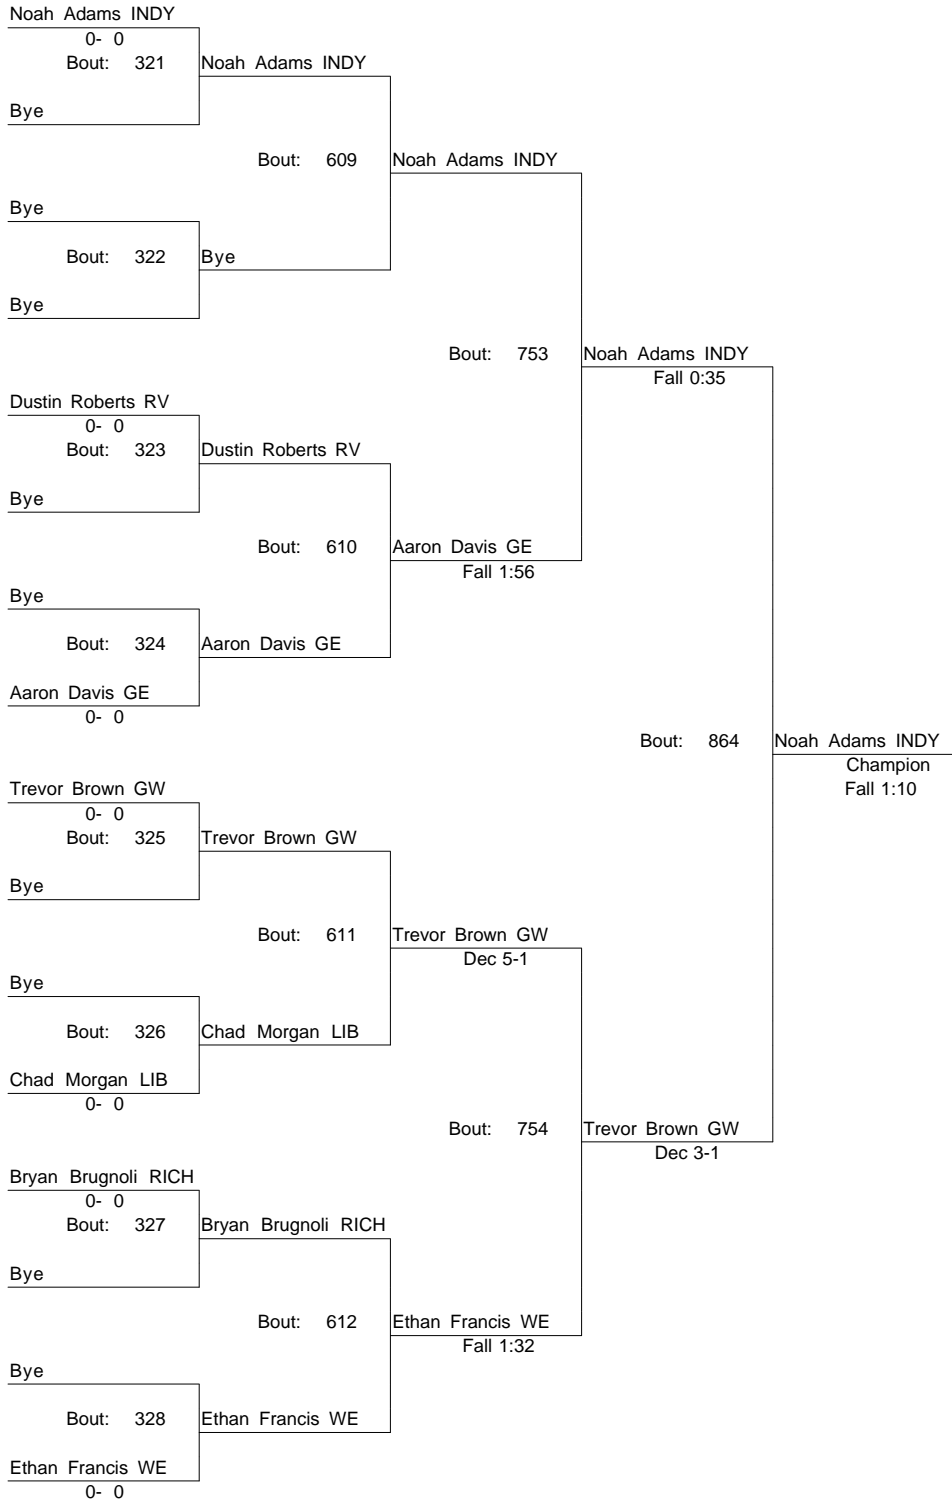 Noah Adams INDY
0- 0
Bout: 321 Noah Adams INDY
Bye
Bout: 609 Noah Adams INDY
Bye
Bout: 322 Bye
Bye
Bout: 753 Noah Adams INDY
Fall 0:35
Dustin Roberts RV
0- 0
Bout: 323 Dustin Roberts RV
Bye
Bout: 610 Aaron Davis GE
Fall 1:56
Bye
Bout: 324 Aaron Davis GE
Aaron Davis GE
0- 0
Bout: 864 Noah Adams INDY
Champion
Fall 1:10
Trevor Brown GW
0- 0
Bout: 325 Trevor Brown GW
Bye
Bout: 611 Trevor Brown GW
Dec 5-1
Bye
Bout: 326 Chad Morgan LIB
Chad Morgan LIB
0- 0
Bout: 754 Trevor Brown GW
Dec 3-1
Bryan Brugnoli RICH
0- 0
Bout: 327 Bryan Brugnoli RICH
Bye
Bout: 612 Ethan Francis WE
Fall 1:32
Bye
Bout: 328 Ethan Francis WE
Ethan Francis WE
0- 0